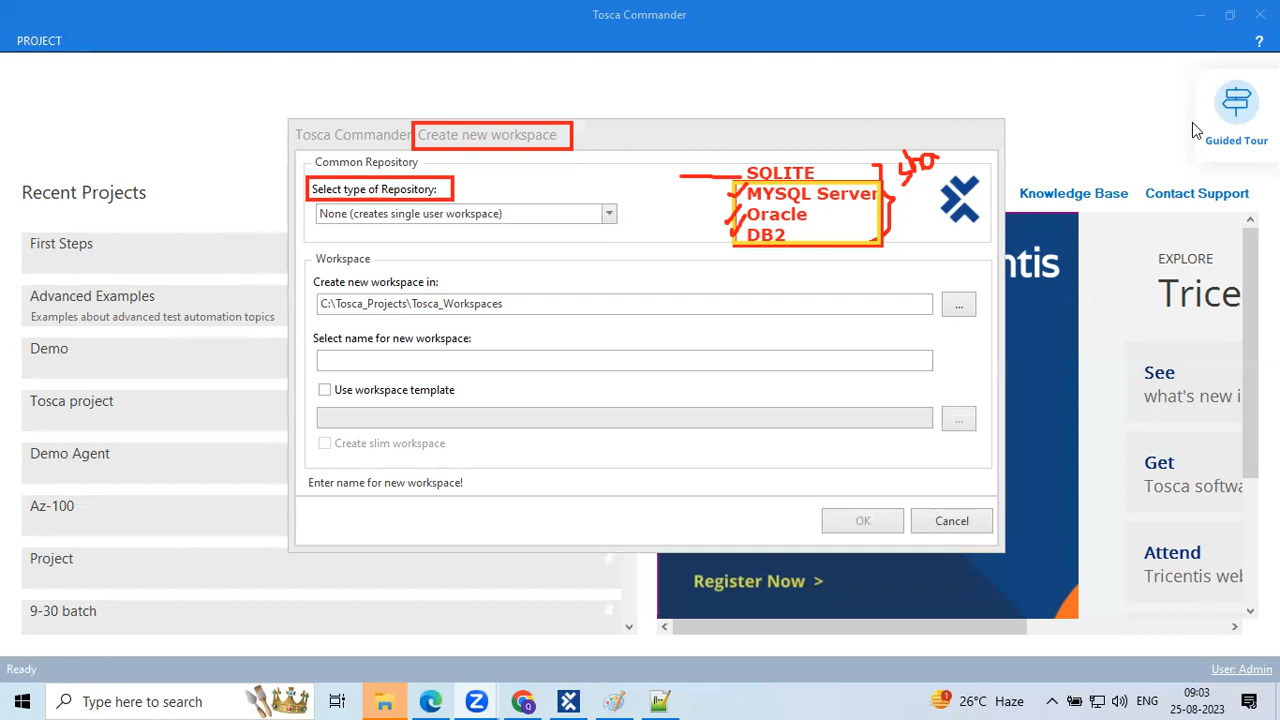 Tosca Commander
PROJECT
?
Guided Tour
Recent Projects
Knowledge Base
Contact Support
First Steps
Advanced Examples
Examples about advanced test automation topics
Demo
Tosca project
Demo Agent
Az-100
Project
9-30 batch
Tosca Commander Create new workspace
Common Repository
Select type of Repository:
None (creates single user workspace)
SQLITE
MYSQL Server
Oracle
DB2
Workspace
Create new workspace in:
C:\Tosca_Projects\Tosca_Workspaces
...
Select name for new workspace:
Use workspace template
...
Create slim workspace
Enter name for new workspace!
OK
Cancel
Register Now >
EXPLORE
Trice
See
what's new i
Get
Tosca softw
Attend
Tricentis web
Ready
User: Admin
Type here to search
26°C Haze
ENG
09:03
25-08-2023